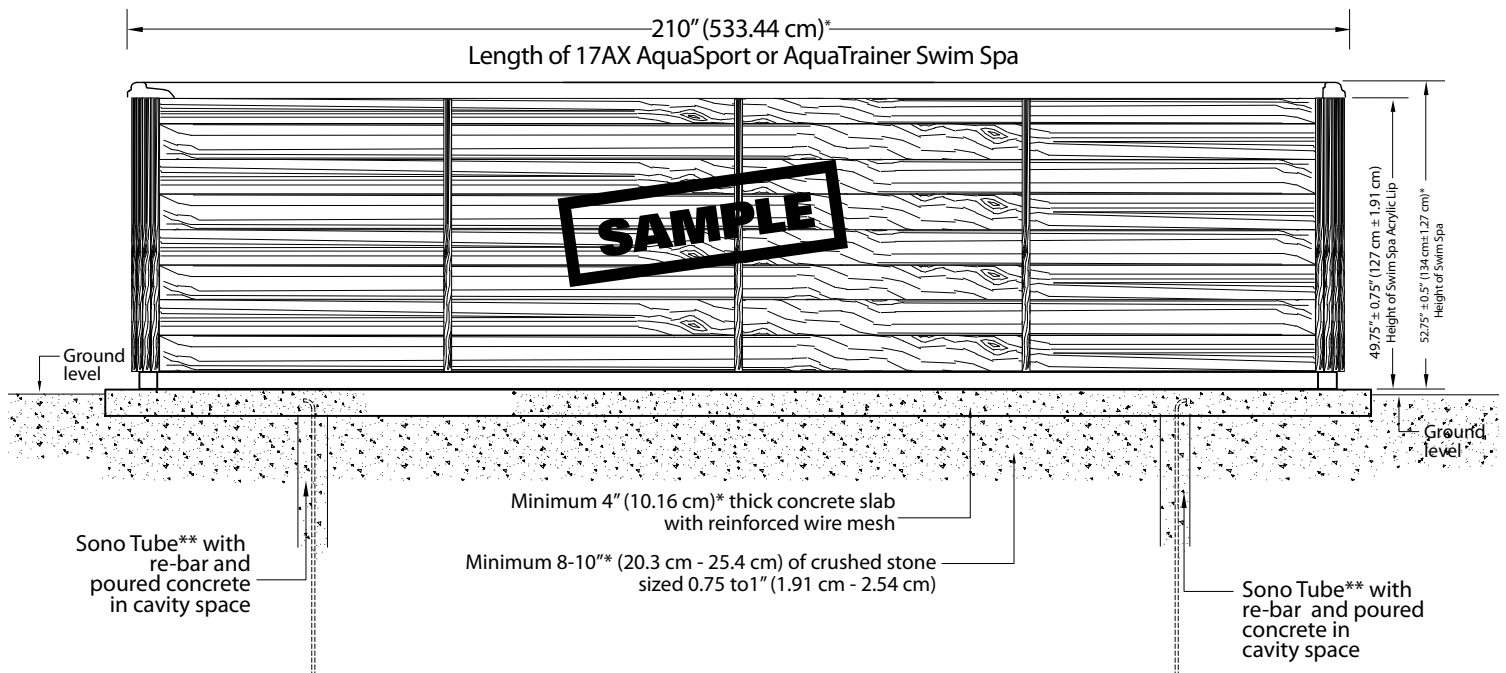 210″ (533.44 cm)*
Length of 17AX AquaSport or AquaTrainer Swim Spa
SAMPLE
49.75″ ± 0.75″ (127 cm ± 1.91 cm)
Height of Swim Spa Acrylic Lip
52.75″ ± 0.5″ (134 cm± 1.27 cm)*
Height of Swim Spa
Ground
level
Ground
level
Minimum 4″ (10.16 cm)* thick concrete slab
with reinforced wire mesh
Minimum 8-10″* (20.3 cm - 25.4 cm) of crushed stone
sized 0.75 to1″ (1.91 cm - 2.54 cm)
Sono Tube** with
re-bar and
poured concrete
in cavity space
Sono Tube** with
re-bar and poured
concrete in
cavity space